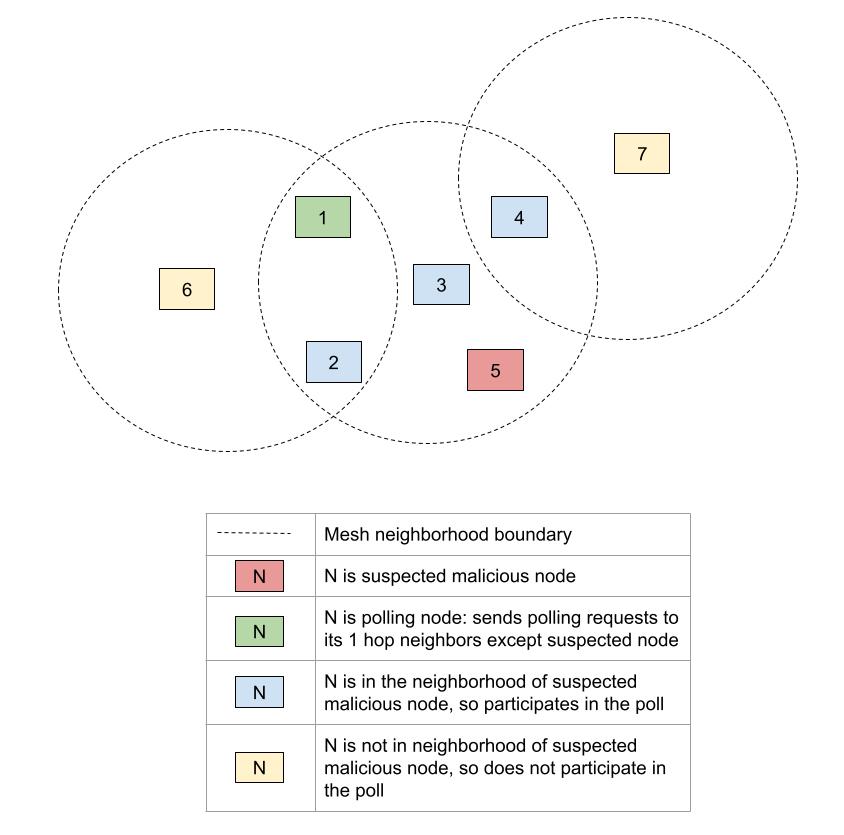 7
1
4
3
6
2
5
Mesh neighborhood boundary
N
N is suspected malicious node
N
N is polling node: sends polling requests to
its 1 hop neighbors except suspected node
N
N is in the neighborhood of suspected
malicious node, so participates in the poll
N
N is not in neighborhood of suspected
malicious node, so does not participate in
the poll